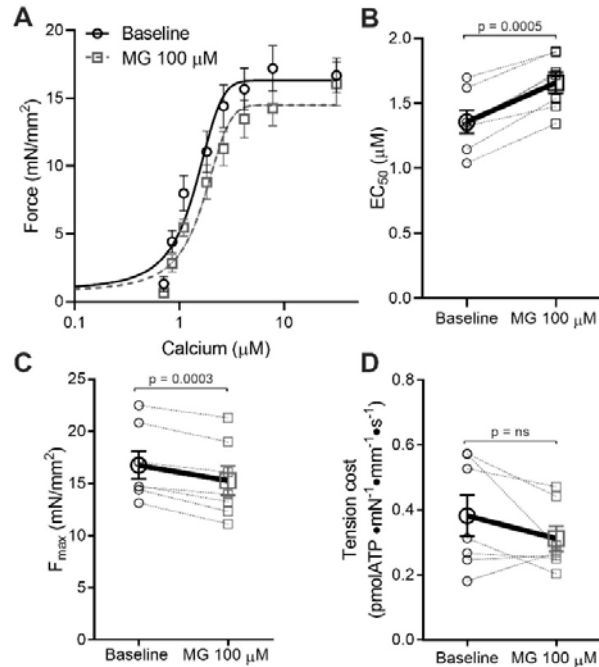 A
Baseline
MG 100 μM
Force (mN/mm²)
20
15
10
5
0
0.1
1
10
Calcium (μM)
B
p = 0.0005
EC₅₀ (μM)
2.0
1.5
1.0
0.5
0.0
Baseline
MG 100 μM
C
p = 0.0003
Fₘₐₓ (mN/mm²)
25
20
15
10
5
0
Baseline
MG 100 μM
D
p = ns
Tension cost
(pmolATP •mN⁻¹•mm⁻¹•s⁻¹)
0.8
0.6
0.4
0.2
0.0
Baseline
MG 100 μM